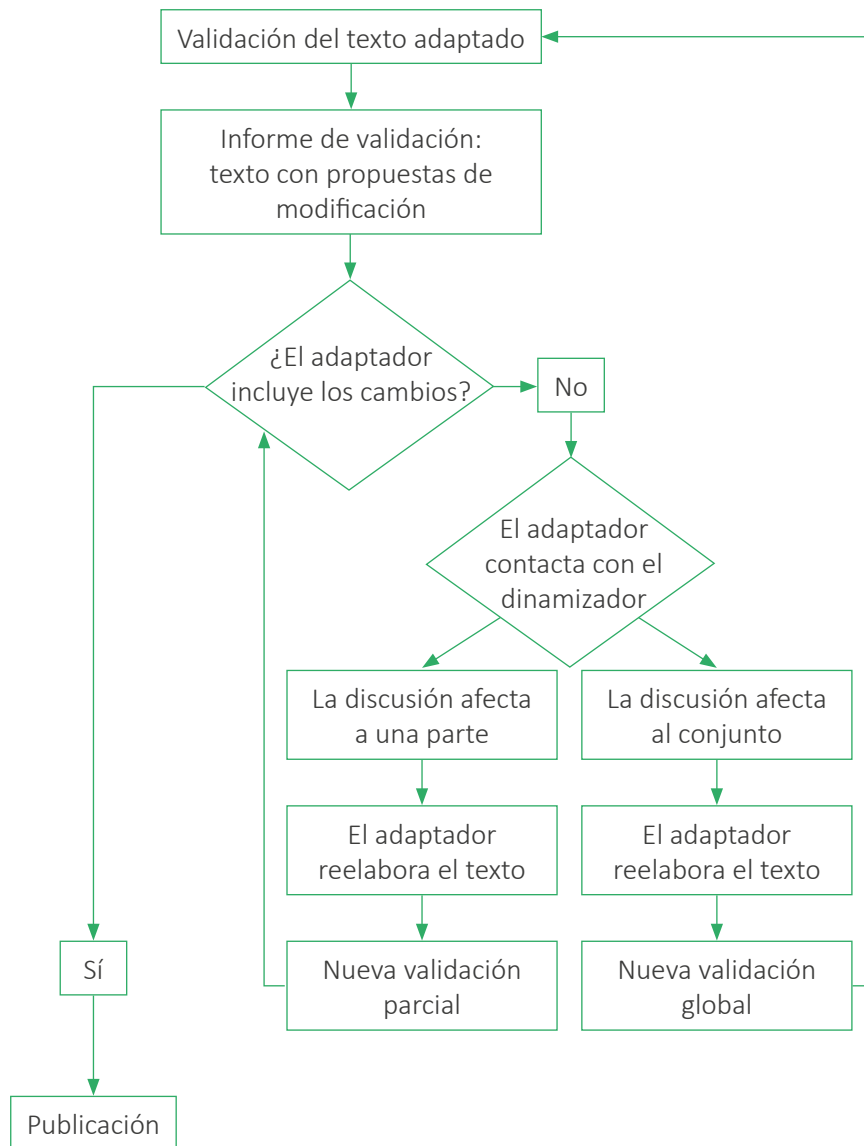 Validación del texto adaptado
Informe de validación:
texto con propuestas de
modificación
¿El adaptador
incluye los cambios?
No
El adaptador
contacta con el
dinamizador
La discusión afecta
a una parte
La discusión afecta
al conjunto
El adaptador
reelabora el texto
El adaptador
reelabora el texto
Sí
Nueva validación
parcial
Nueva validación
global
Publicación